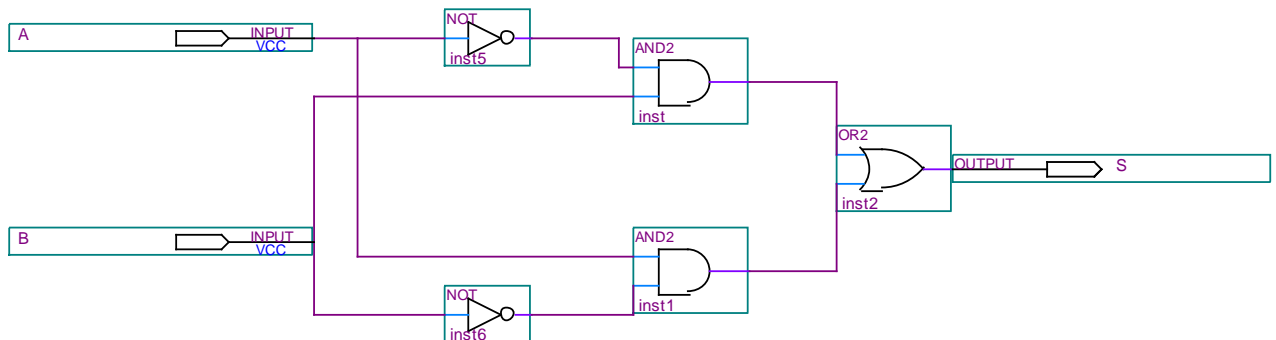 A
INPUT
VCC
NOT
inst5
AND2
inst
OR2
inst2
OUTPUT
S
B
INPUT
VCC
AND2
inst1
NOT
inst6